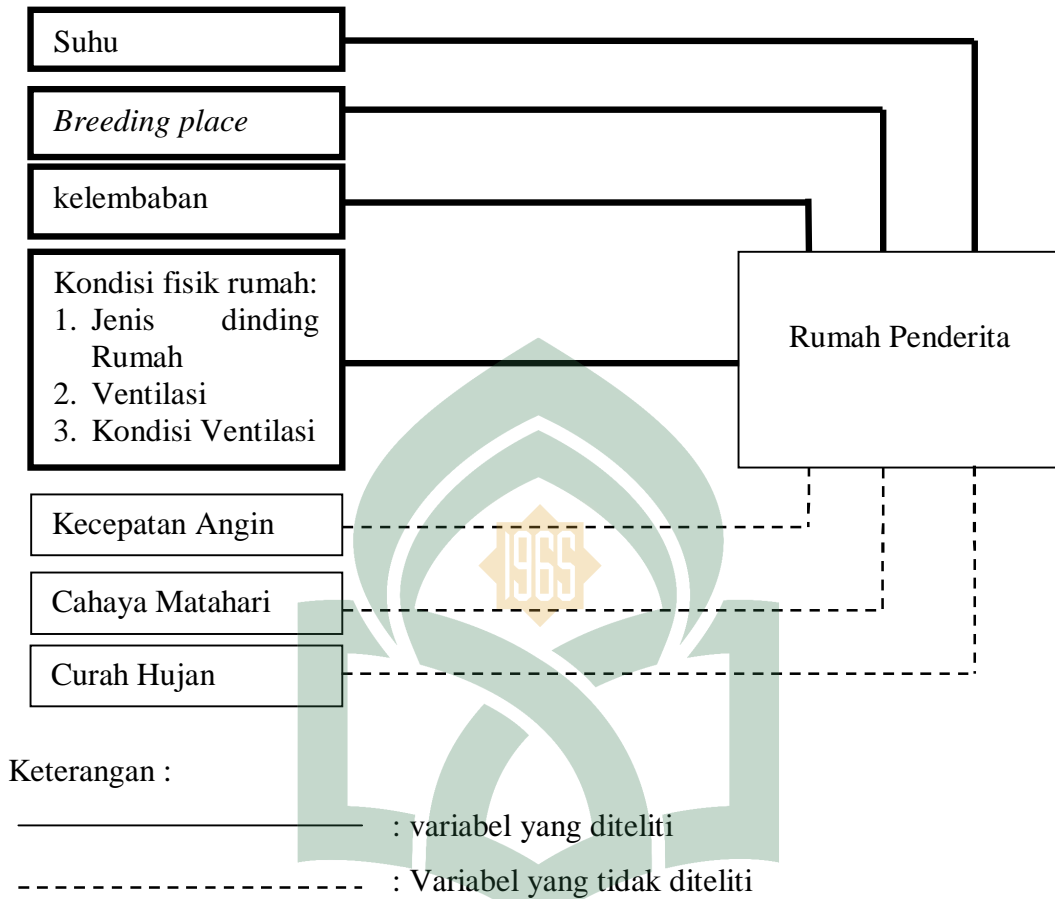 Suhu
Breeding place
kelembaban
Kondisi fisik rumah:
1. Jenis dinding
Rumah
2. Ventilasi
3. Kondisi Ventilasi
Rumah Penderita
Kecepatan Angin
1965
Cahaya Matahari
Curah Hujan
Keterangan :
: variabel yang diteliti
: Variabel yang tidak diteliti